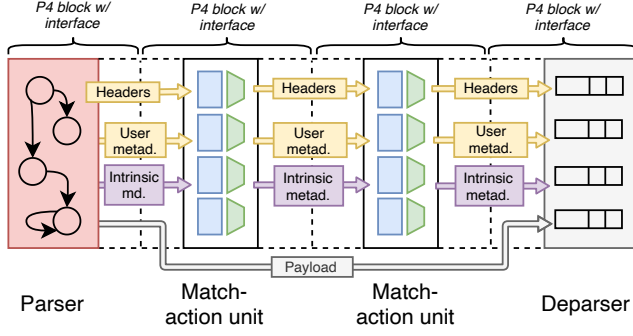 P4 block w/
interface
P4 block w/
interface
P4 block w/
interface
P4 block w/
interface
Headers
Headers
Headers
User
metad.
User
metad.
User
metad.
Intrinsic
md.
Intrinsic
metad.
Intrinsic
metad.
Payload
Parser
Match-
action unit
Match-
action unit
Deparser